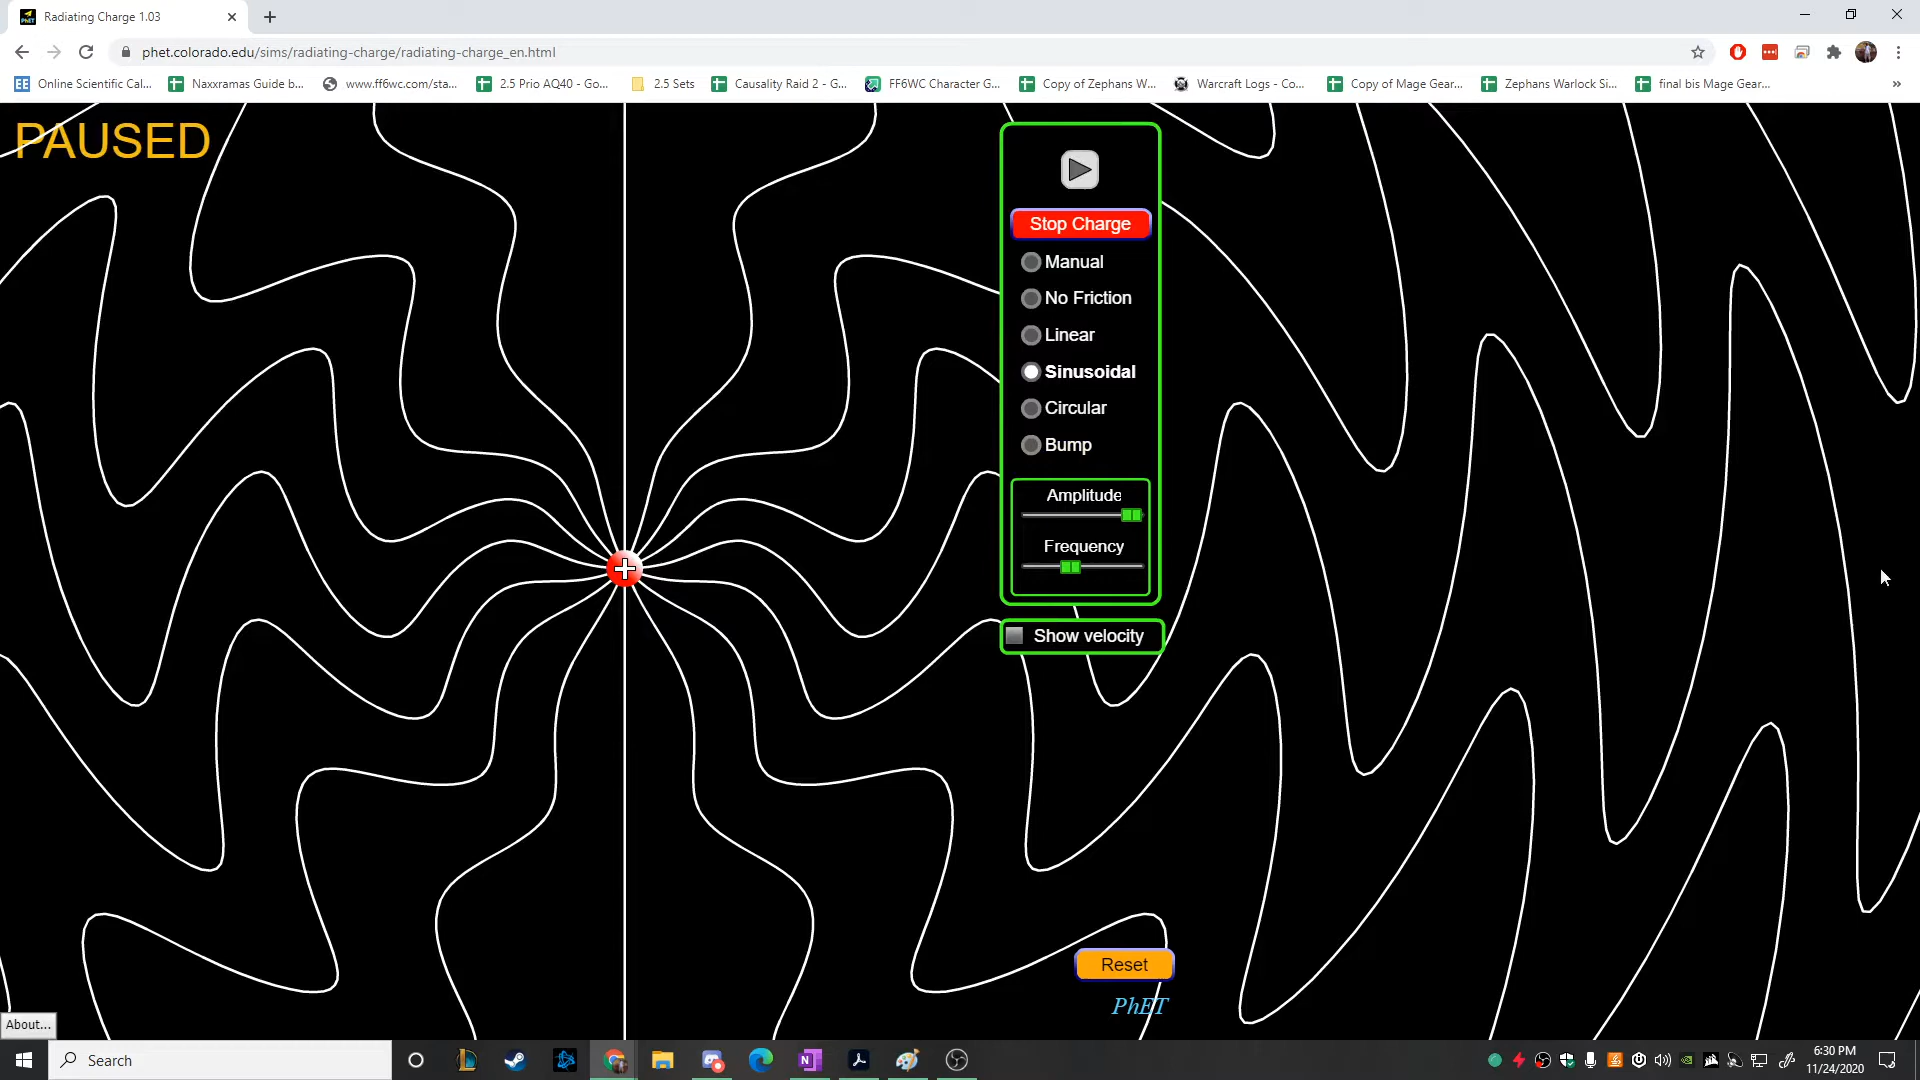 Radiating Charge 1.03
phet.colorado.edu/sims/radiating-charge/radiating-charge_en.html
EE Online Scientific Cal... Naxxramas Guide b... www.ff6wc.com/sta... 2.5 Prio AQ40 - Go... 2.5 Sets Causality Raid 2 - G... FF6WC Character G... Copy of Zephans W... Warcraft Logs - Co... Copy of Mage Gear... Zephans Warlock Si... final bis Mage Gear... »
PAUSED
Stop Charge
Manual
No Friction
Linear
Sinusoidal
Circular
Bump
Amplitude
Frequency
Show velocity
+
Reset
PhET
About...
Search
6:30 PM
11/24/2020